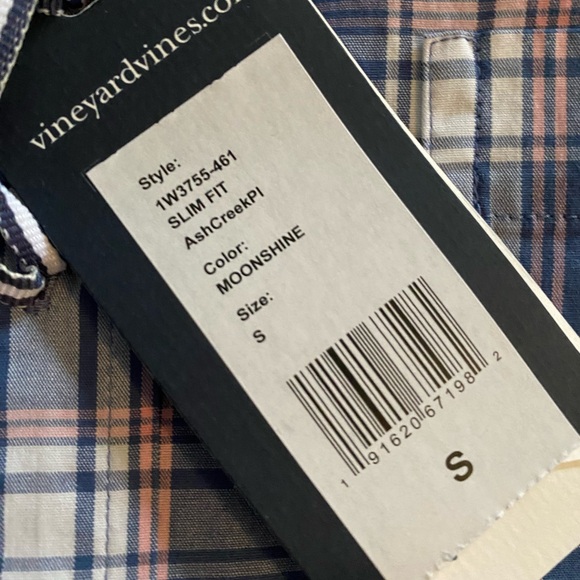 vineyardvines.co
Style:
1W3755-461
SLIM FIT
AshCreekPl
Color:
MOONSHINE
Size:
S
1 91620 67198 2
S